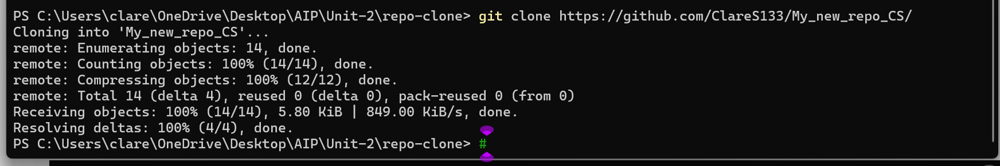 PS C:\Users\clare\OneDrive\Desktop\AIP\Unit-2\repo-clone> git clone https://github.com/ClareS133/My_new_repo_CS/
Cloning into 'My_new_repo_CS'...
remote: Enumerating objects: 14, done.
remote: Counting objects: 100% (14/14), done.
remote: Compressing objects: 100% (12/12), done.
remote: Total 14 (delta 4), reused 0 (delta 0), pack-reused 0 (from 0)
Receiving objects: 100% (14/14), 5.80 KiB | 849.00 KiB/s, done.
Resolving deltas: 100% (4/4), done.
PS C:\Users\clare\OneDrive\Desktop\AIP\Unit-2\repo-clone> #